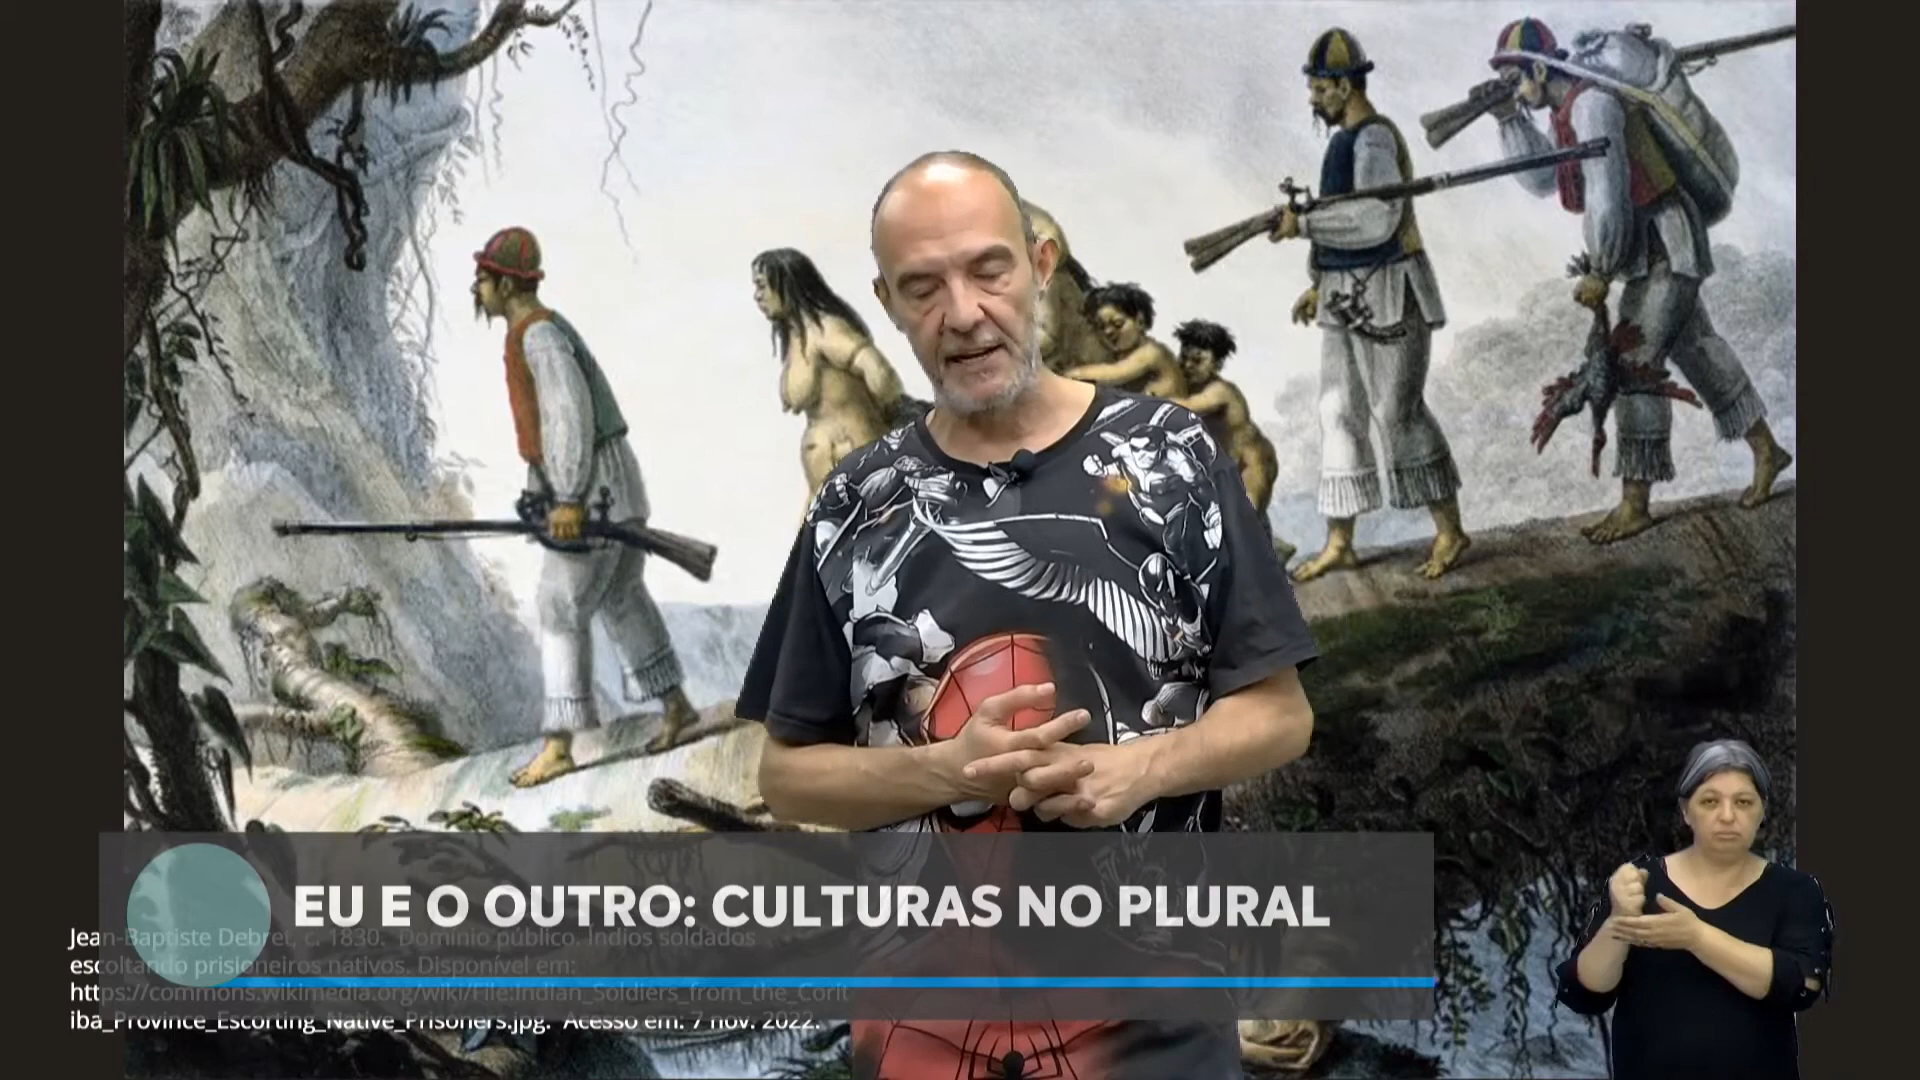 EU E O OUTRO: CULTURAS NO PLURAL
Jean-Baptiste Debret, c. 1830. Domínio público. Índios soldados
escoltando prisioneiros nativos. Disponível em:
https://commons.wikimedia.org/wiki/File:Indian_Soldiers_from_the_Corit
iba_Province_Escorting_Native_Prisoners.jpg. Acesso em: 7 nov. 2022.